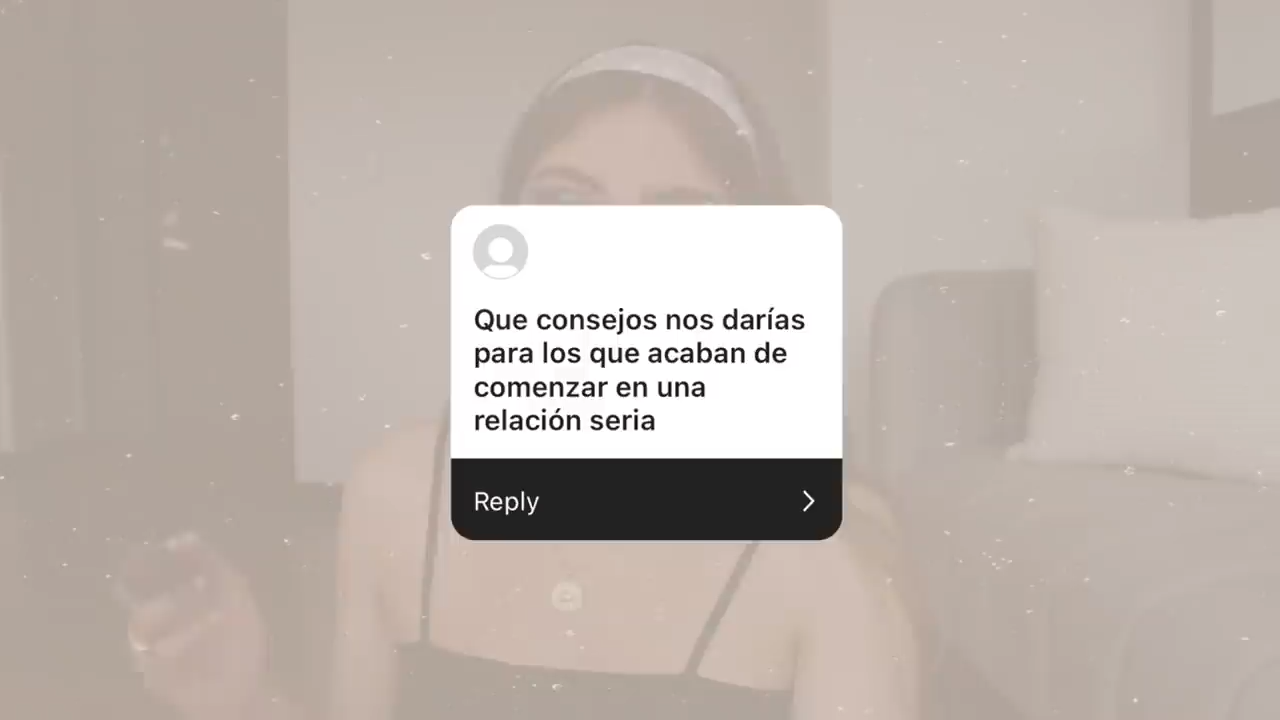 Que consejos nos darías
para los que acaban de
comenzar en una
relación seria
Reply